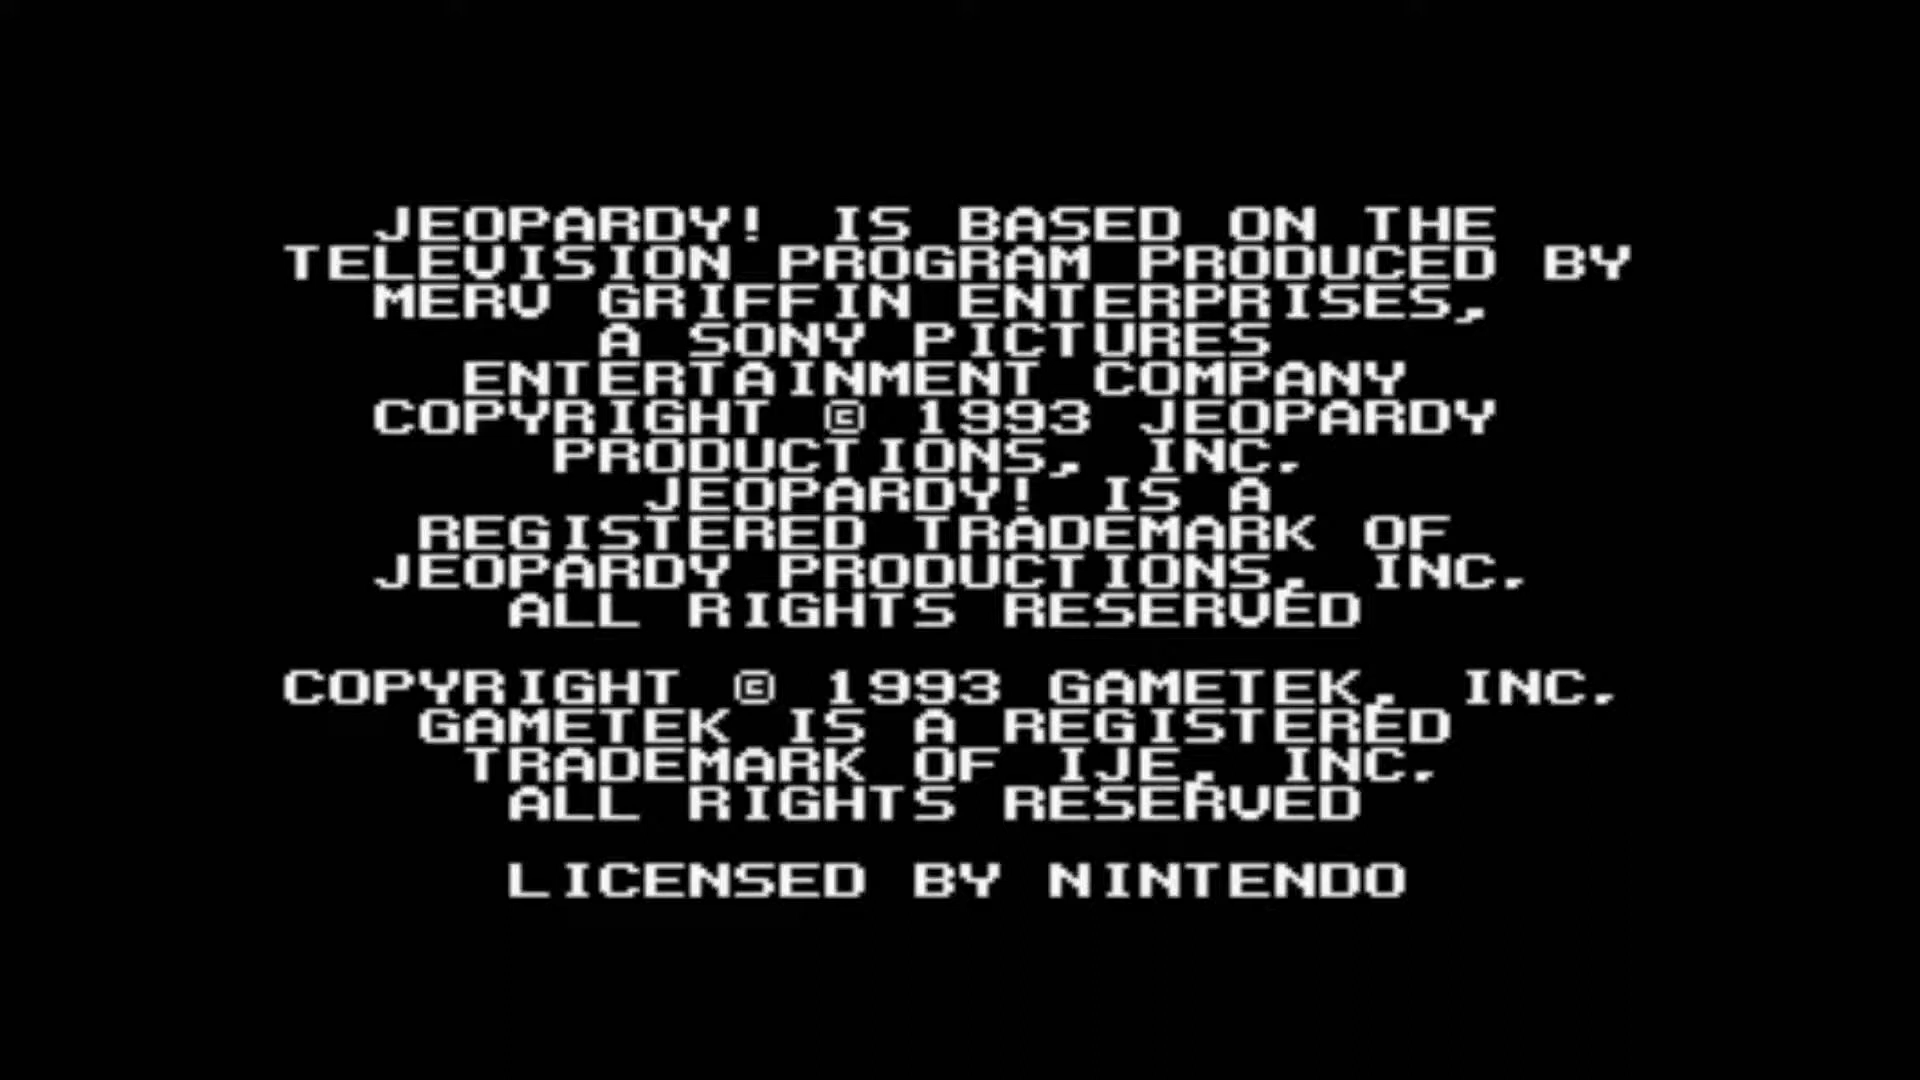 JEOPARDY! IS BASED ON THE
TELEVISION PROGRAM PRODUCED BY
MERV GRIFFIN ENTERPRISES,
A SONY PICTURES
ENTERTAINMENT COMPANY
COPYRIGHT © 1993 JEOPARDY
PRODUCTIONS, INC.
JEOPARDY! IS A
REGISTERED TRADEMARK OF
JEOPARDY PRODUCTIONS, INC.
ALL RIGHTS RESERVED
COPYRIGHT © 1993 GAMETEK, INC.
GAMETEK IS A REGISTERED
TRADEMARK OF IJE, INC.
ALL RIGHTS RESERVED
LICENSED BY NINTENDO